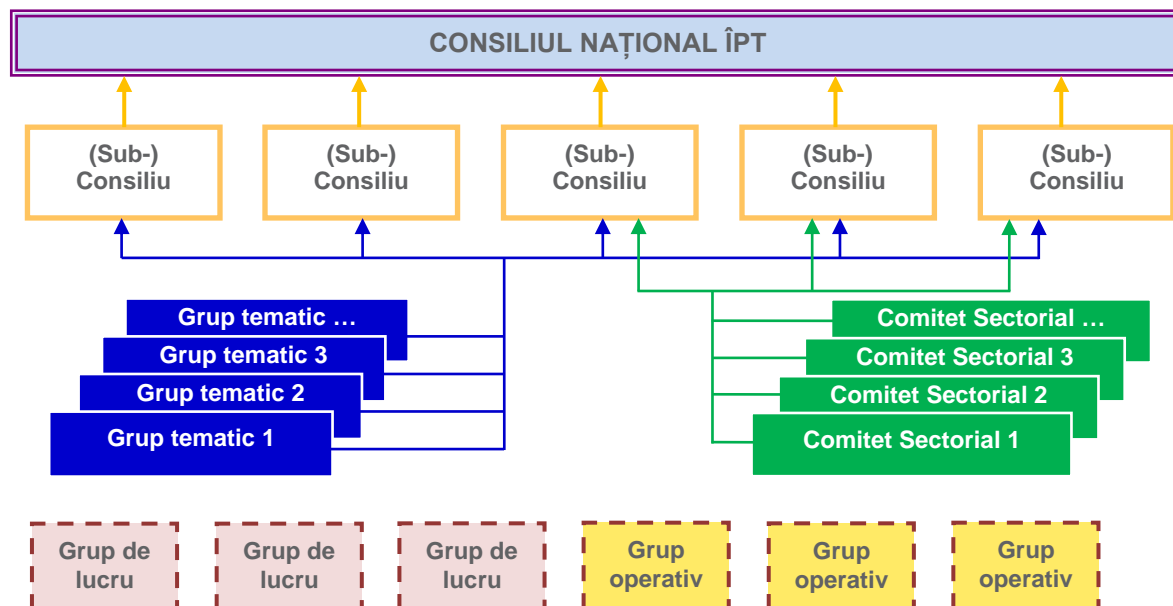 CONSILIUL NAȚIONAL ÎPT
(Sub-)
Consiliu
(Sub-)
Consiliu
(Sub-)
Consiliu
(Sub-)
Consiliu
(Sub-)
Consiliu
Grup tematic …
Grup tematic 3
Grup tematic 2
Grup tematic 1
Comitet Sectorial …
Comitet Sectorial 3
Comitet Sectorial 2
Comitet Sectorial 1
Grup de
lucru
Grup de
lucru
Grup de
lucru
Grup
operativ
Grup
operativ
Grup
operativ